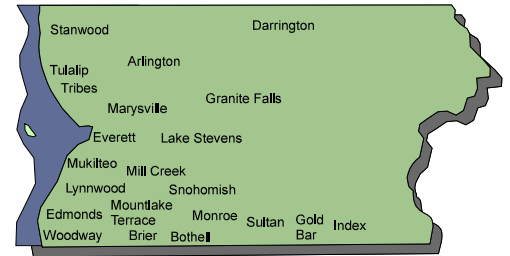 Darrington
Stanwood
Arlington
Tulalip
Tribes
Granite Falls
Marysville
Everett
Lake Stevens
Mukilteo
Mill Creek
Lynnwood
Snohomish
Mountlake
Terrace
Edmonds
Monroe
Sultan
Gold
Bar
Index
Woodway
Brier
Bothell